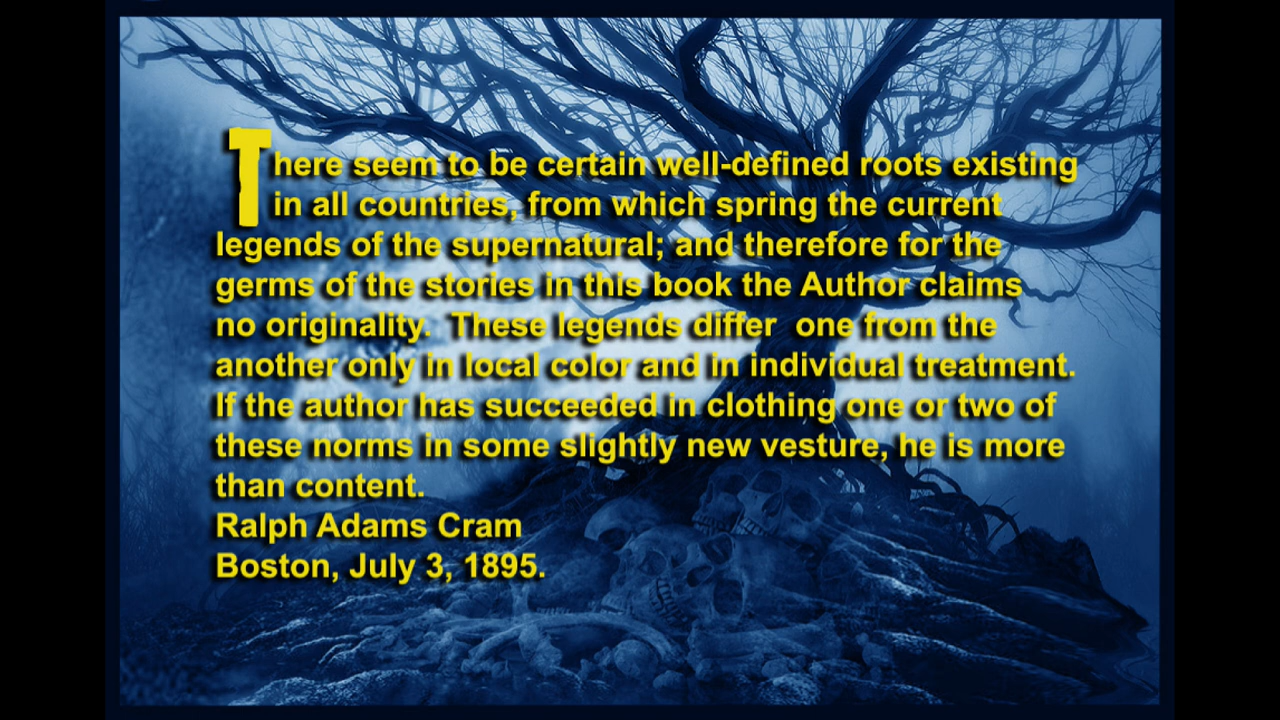 There seem to be certain well-defined roots existing
in all countries, from which spring the current
legends of the supernatural; and therefore for the
germs of the stories in this book the Author claims
no originality.  These legends differ  one from the
another only in local color and in individual treatment.
If the author has succeeded in clothing one or two of
these norms in some slightly new vesture, he is more
than content.
Ralph Adams Cram
Boston, July 3, 1895.